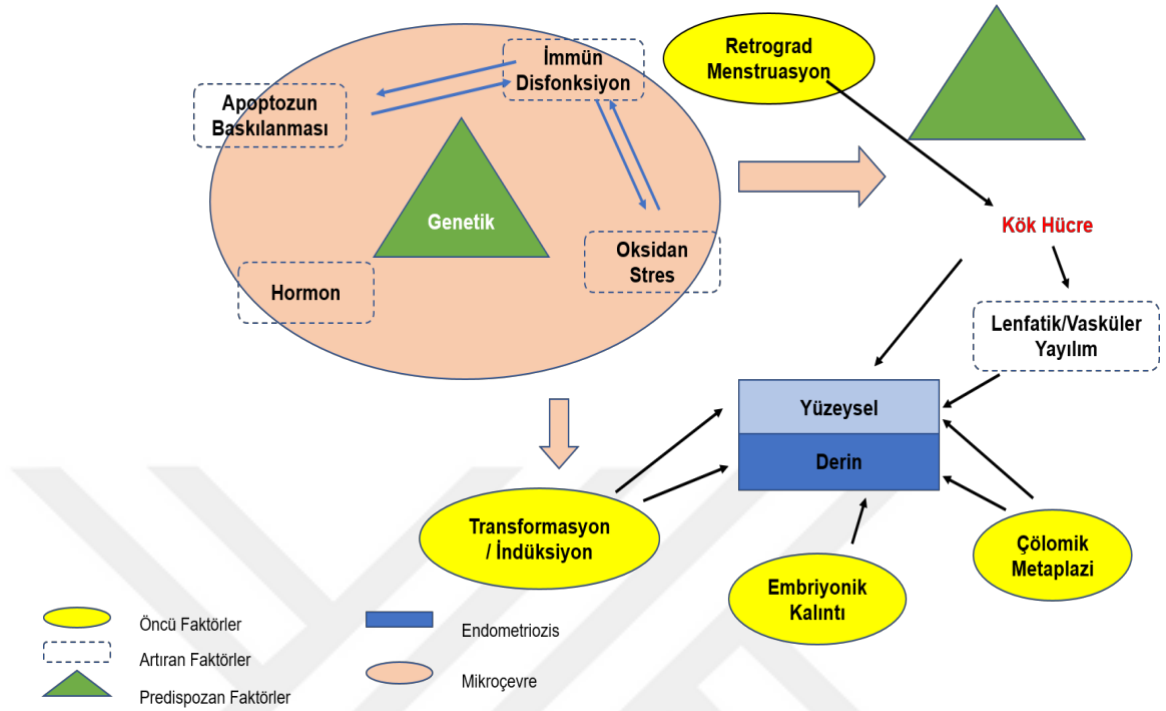 İmmün
Disfonksiyon
Retrograd
Menstruasyon
Apoptozun
Baskılanması
Genetik
Kök Hücre
Oksidan
Stres
Hormon
Lenfatik/Vasküler
Yayılım
Yüzeysel
Derin
Transformasyon
/ İndüksiyon
Çölomik
Metaplazi
Embriyonik
Kalıntı
Öncü Faktörler
Endometriozis
Artıran Faktörler
Mikroçevre
Predispozan Faktörler